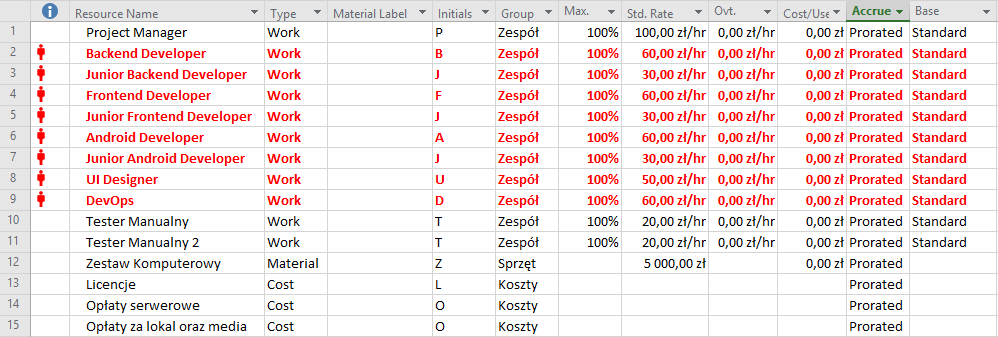 Resource Name Type Material Label Initials Group Max. Std. Rate Ovt. Cost/Use Accrue Base
1 Project Manager Work P Zespół 100% 100,00 zł/hr 0,00 zł/hr 0,00 zł Prorated Standard
2 Backend Developer Work B Zespół 100% 60,00 zł/hr 0,00 zł/hr 0,00 zł Prorated Standard
3 Junior Backend Developer Work J Zespół 100% 30,00 zł/hr 0,00 zł/hr 0,00 zł Prorated Standard
4 Frontend Developer Work F Zespół 100% 60,00 zł/hr 0,00 zł/hr 0,00 zł Prorated Standard
5 Junior Frontend Developer Work J Zespół 100% 30,00 zł/hr 0,00 zł/hr 0,00 zł Prorated Standard
6 Android Developer Work A Zespół 100% 60,00 zł/hr 0,00 zł/hr 0,00 zł Prorated Standard
7 Junior Android Developer Work J Zespół 100% 30,00 zł/hr 0,00 zł/hr 0,00 zł Prorated Standard
8 UI Designer Work U Zespół 100% 50,00 zł/hr 0,00 zł/hr 0,00 zł Prorated Standard
9 DevOps Work D Zespół 100% 60,00 zł/hr 0,00 zł/hr 0,00 zł Prorated Standard
10 Tester Manualny Work T Zespół 100% 20,00 zł/hr 0,00 zł/hr 0,00 zł Prorated Standard
11 Tester Manualny 2 Work T Zespół 100% 20,00 zł/hr 0,00 zł/hr 0,00 zł Prorated Standard
12 Zestaw Komputerowy Material Z Sprzęt 5 000,00 zł 0,00 zł Prorated
13 Licencje Cost L Koszty Prorated
14 Opłaty serwerowe Cost O Koszty Prorated
15 Opłaty za lokal oraz media Cost O Koszty Prorated